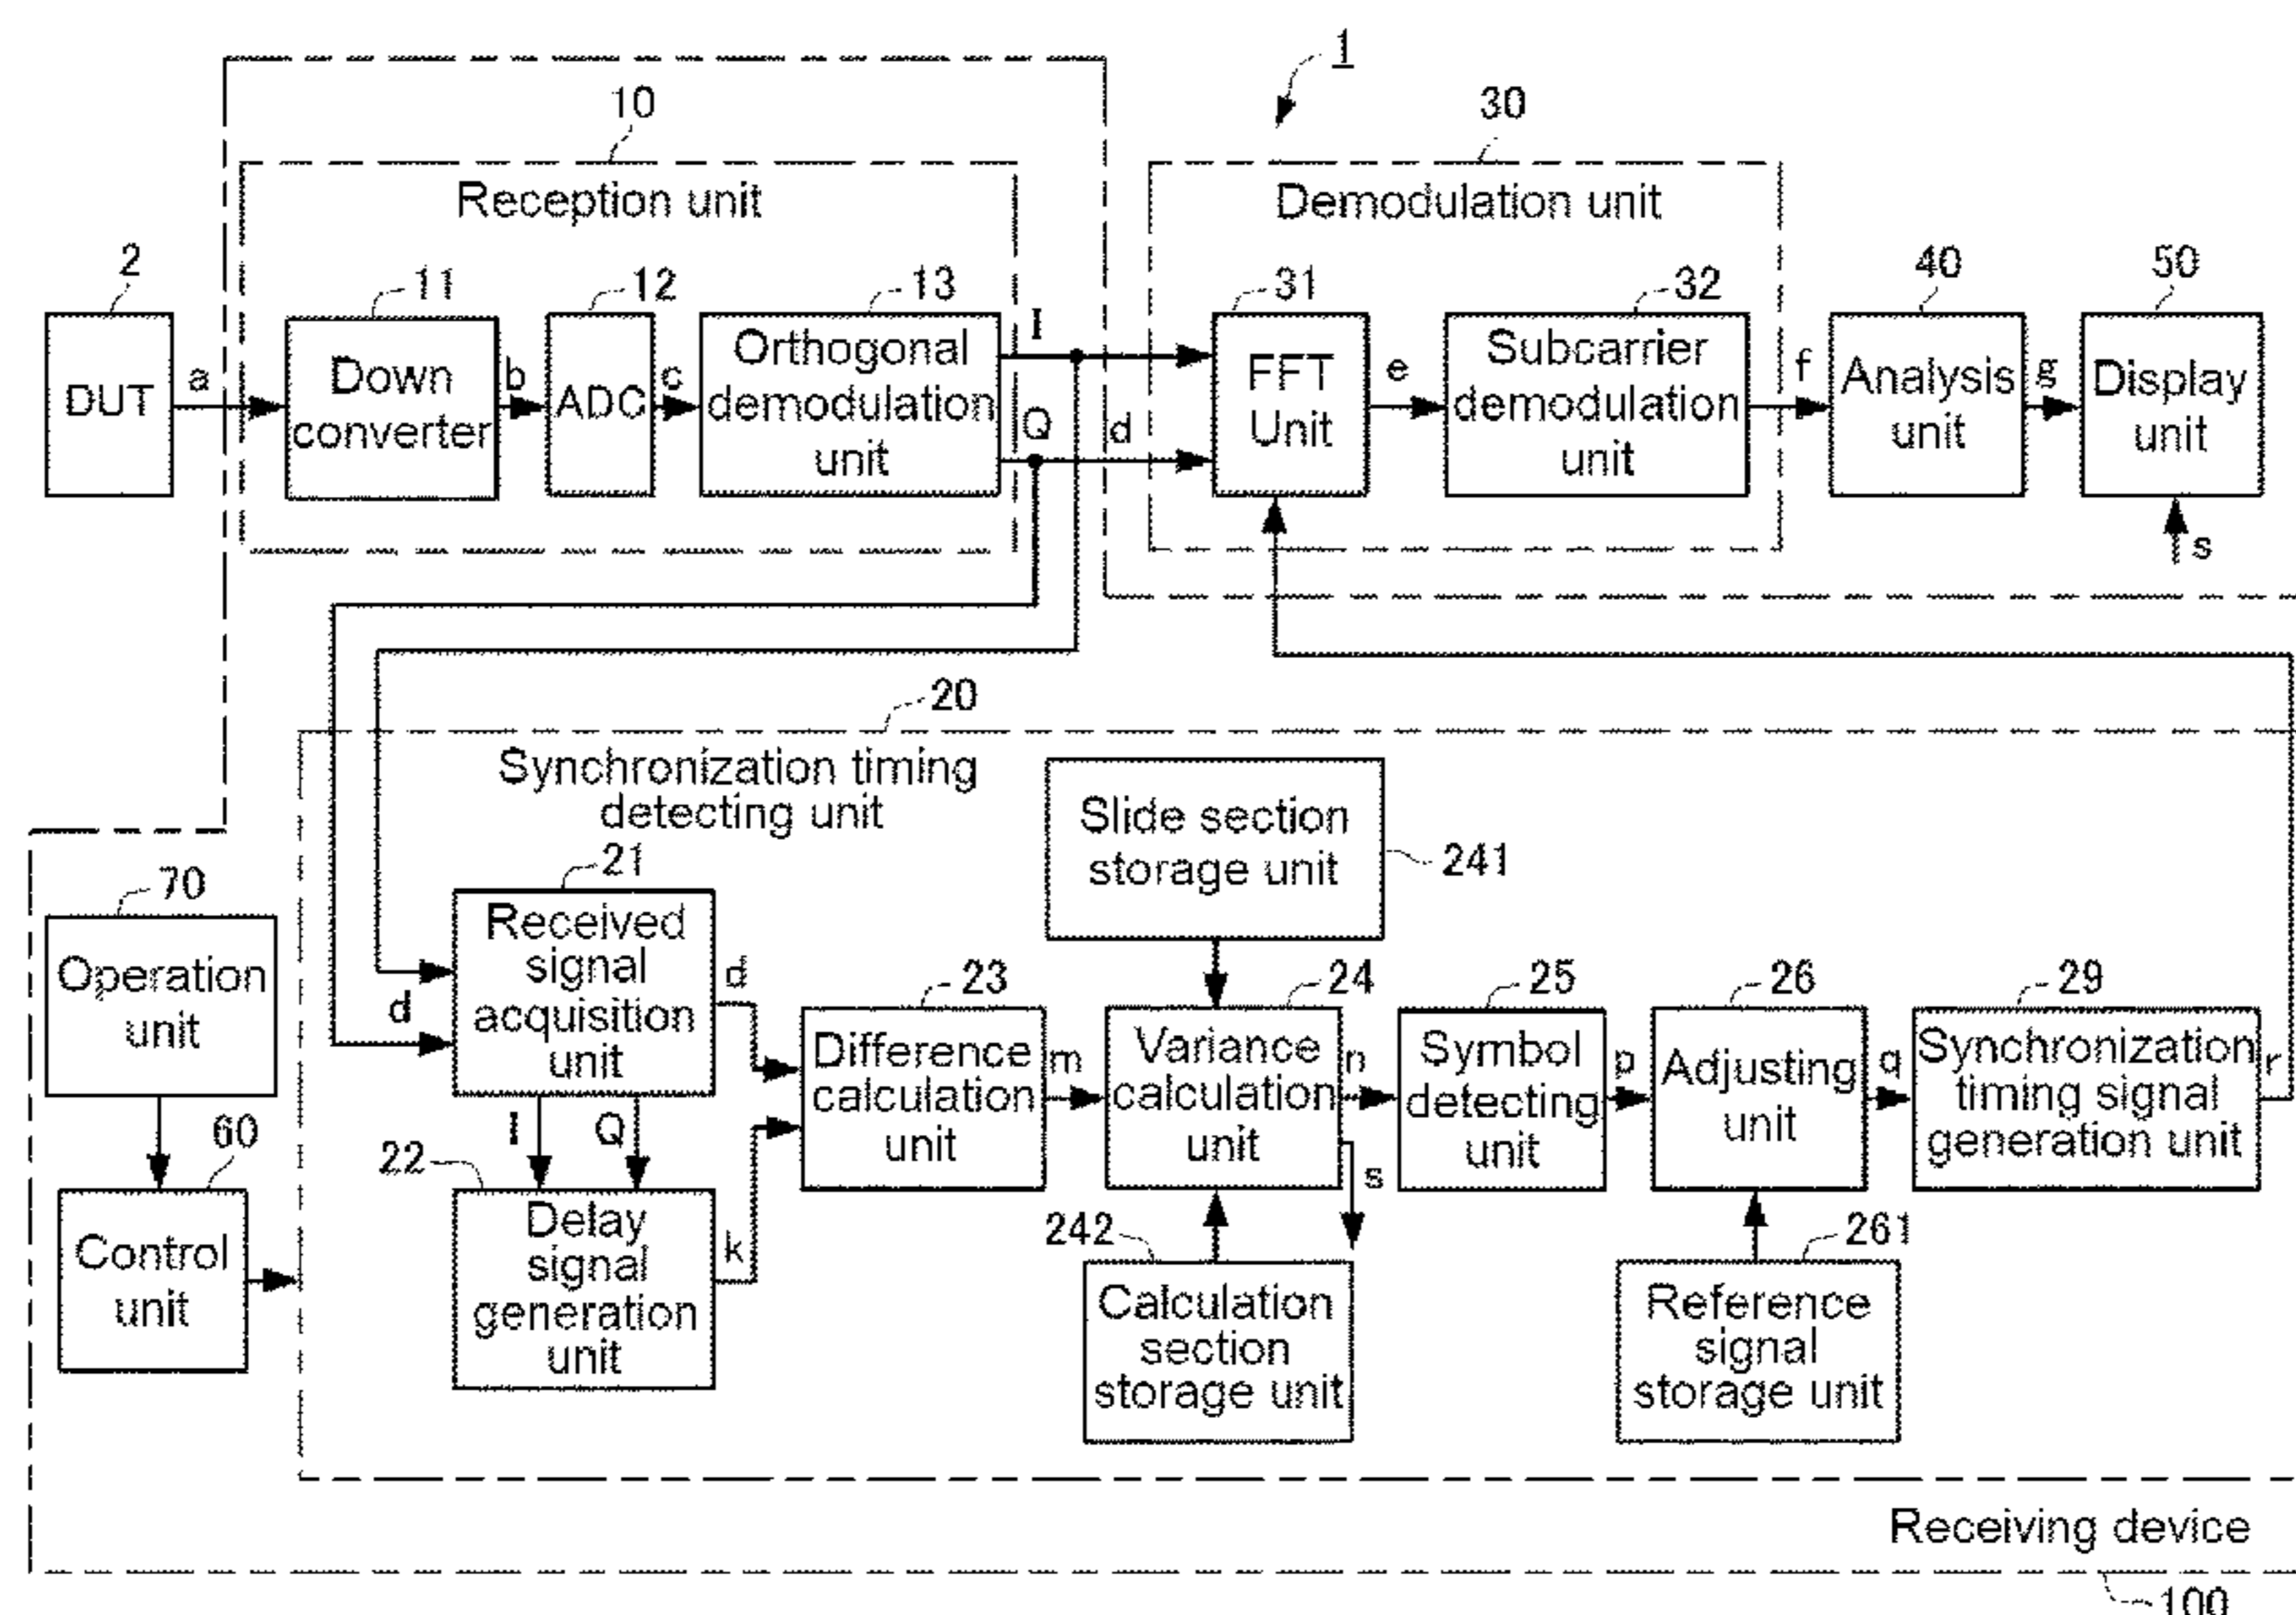 1
10
30
Reception unit
Demodulation unit
2
11
12
13
31
32
40
50
DUT
a
Down
converter
b
ADC
c
Orthogonal
demodulation
unit
I
Q
d
FFT
Unit
e
Subcarrier
demodulation
unit
f
Analysis
unit
g
Display
unit
s
20
Synchronization timing
detecting unit
Slide section
storage unit
241
70
Operation
unit
21
Received
signal
acquisition
unit
d
d
23
24
25
26
29
Difference
calculation
unit
m
Variance
calculation
unit
n
Symbol
detecting
unit
p
Adjusting
unit
q
Synchronization
timing signal
generation unit
r
60
Control
unit
I
Q
22
Delay
signal
generation
unit
k
s
242
Calculation
section
storage unit
261
Reference
signal
storage unit
Receiving device
100